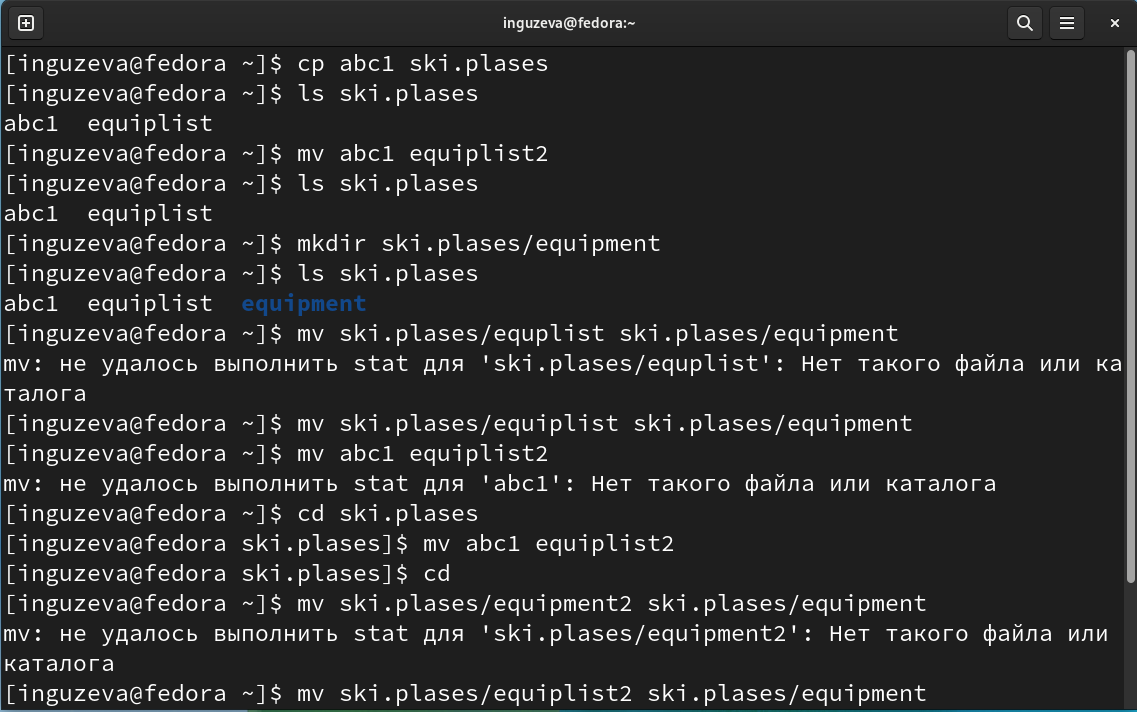 inguzeva@fedora:~
[inguzeva@fedora ~]$ cp abc1 ski.plases
[inguzeva@fedora ~]$ ls ski.plases
abc1  equiplist
[inguzeva@fedora ~]$ mv abc1 equiplist2
[inguzeva@fedora ~]$ ls ski.plases
abc1  equiplist
[inguzeva@fedora ~]$ mkdir ski.plases/equipment
[inguzeva@fedora ~]$ ls ski.plases
abc1  equiplist  equipment
[inguzeva@fedora ~]$ mv ski.plases/equplist ski.plases/equipment
mv: не удалось выполнить stat для 'ski.plases/equplist': Нет такого файла или ка
талога
[inguzeva@fedora ~]$ mv ski.plases/equiplist ski.plases/equipment
[inguzeva@fedora ~]$ mv abc1 equiplist2
mv: не удалось выполнить stat для 'abc1': Нет такого файла или каталога
[inguzeva@fedora ~]$ cd ski.plases
[inguzeva@fedora ski.plases]$ mv abc1 equiplist2
[inguzeva@fedora ski.plases]$ cd
[inguzeva@fedora ~]$ mv ski.plases/equipment2 ski.plases/equipment
mv: не удалось выполнить stat для 'ski.plases/equipment2': Нет такого файла или
каталога
[inguzeva@fedora ~]$ mv ski.plases/equiplist2 ski.plases/equipment